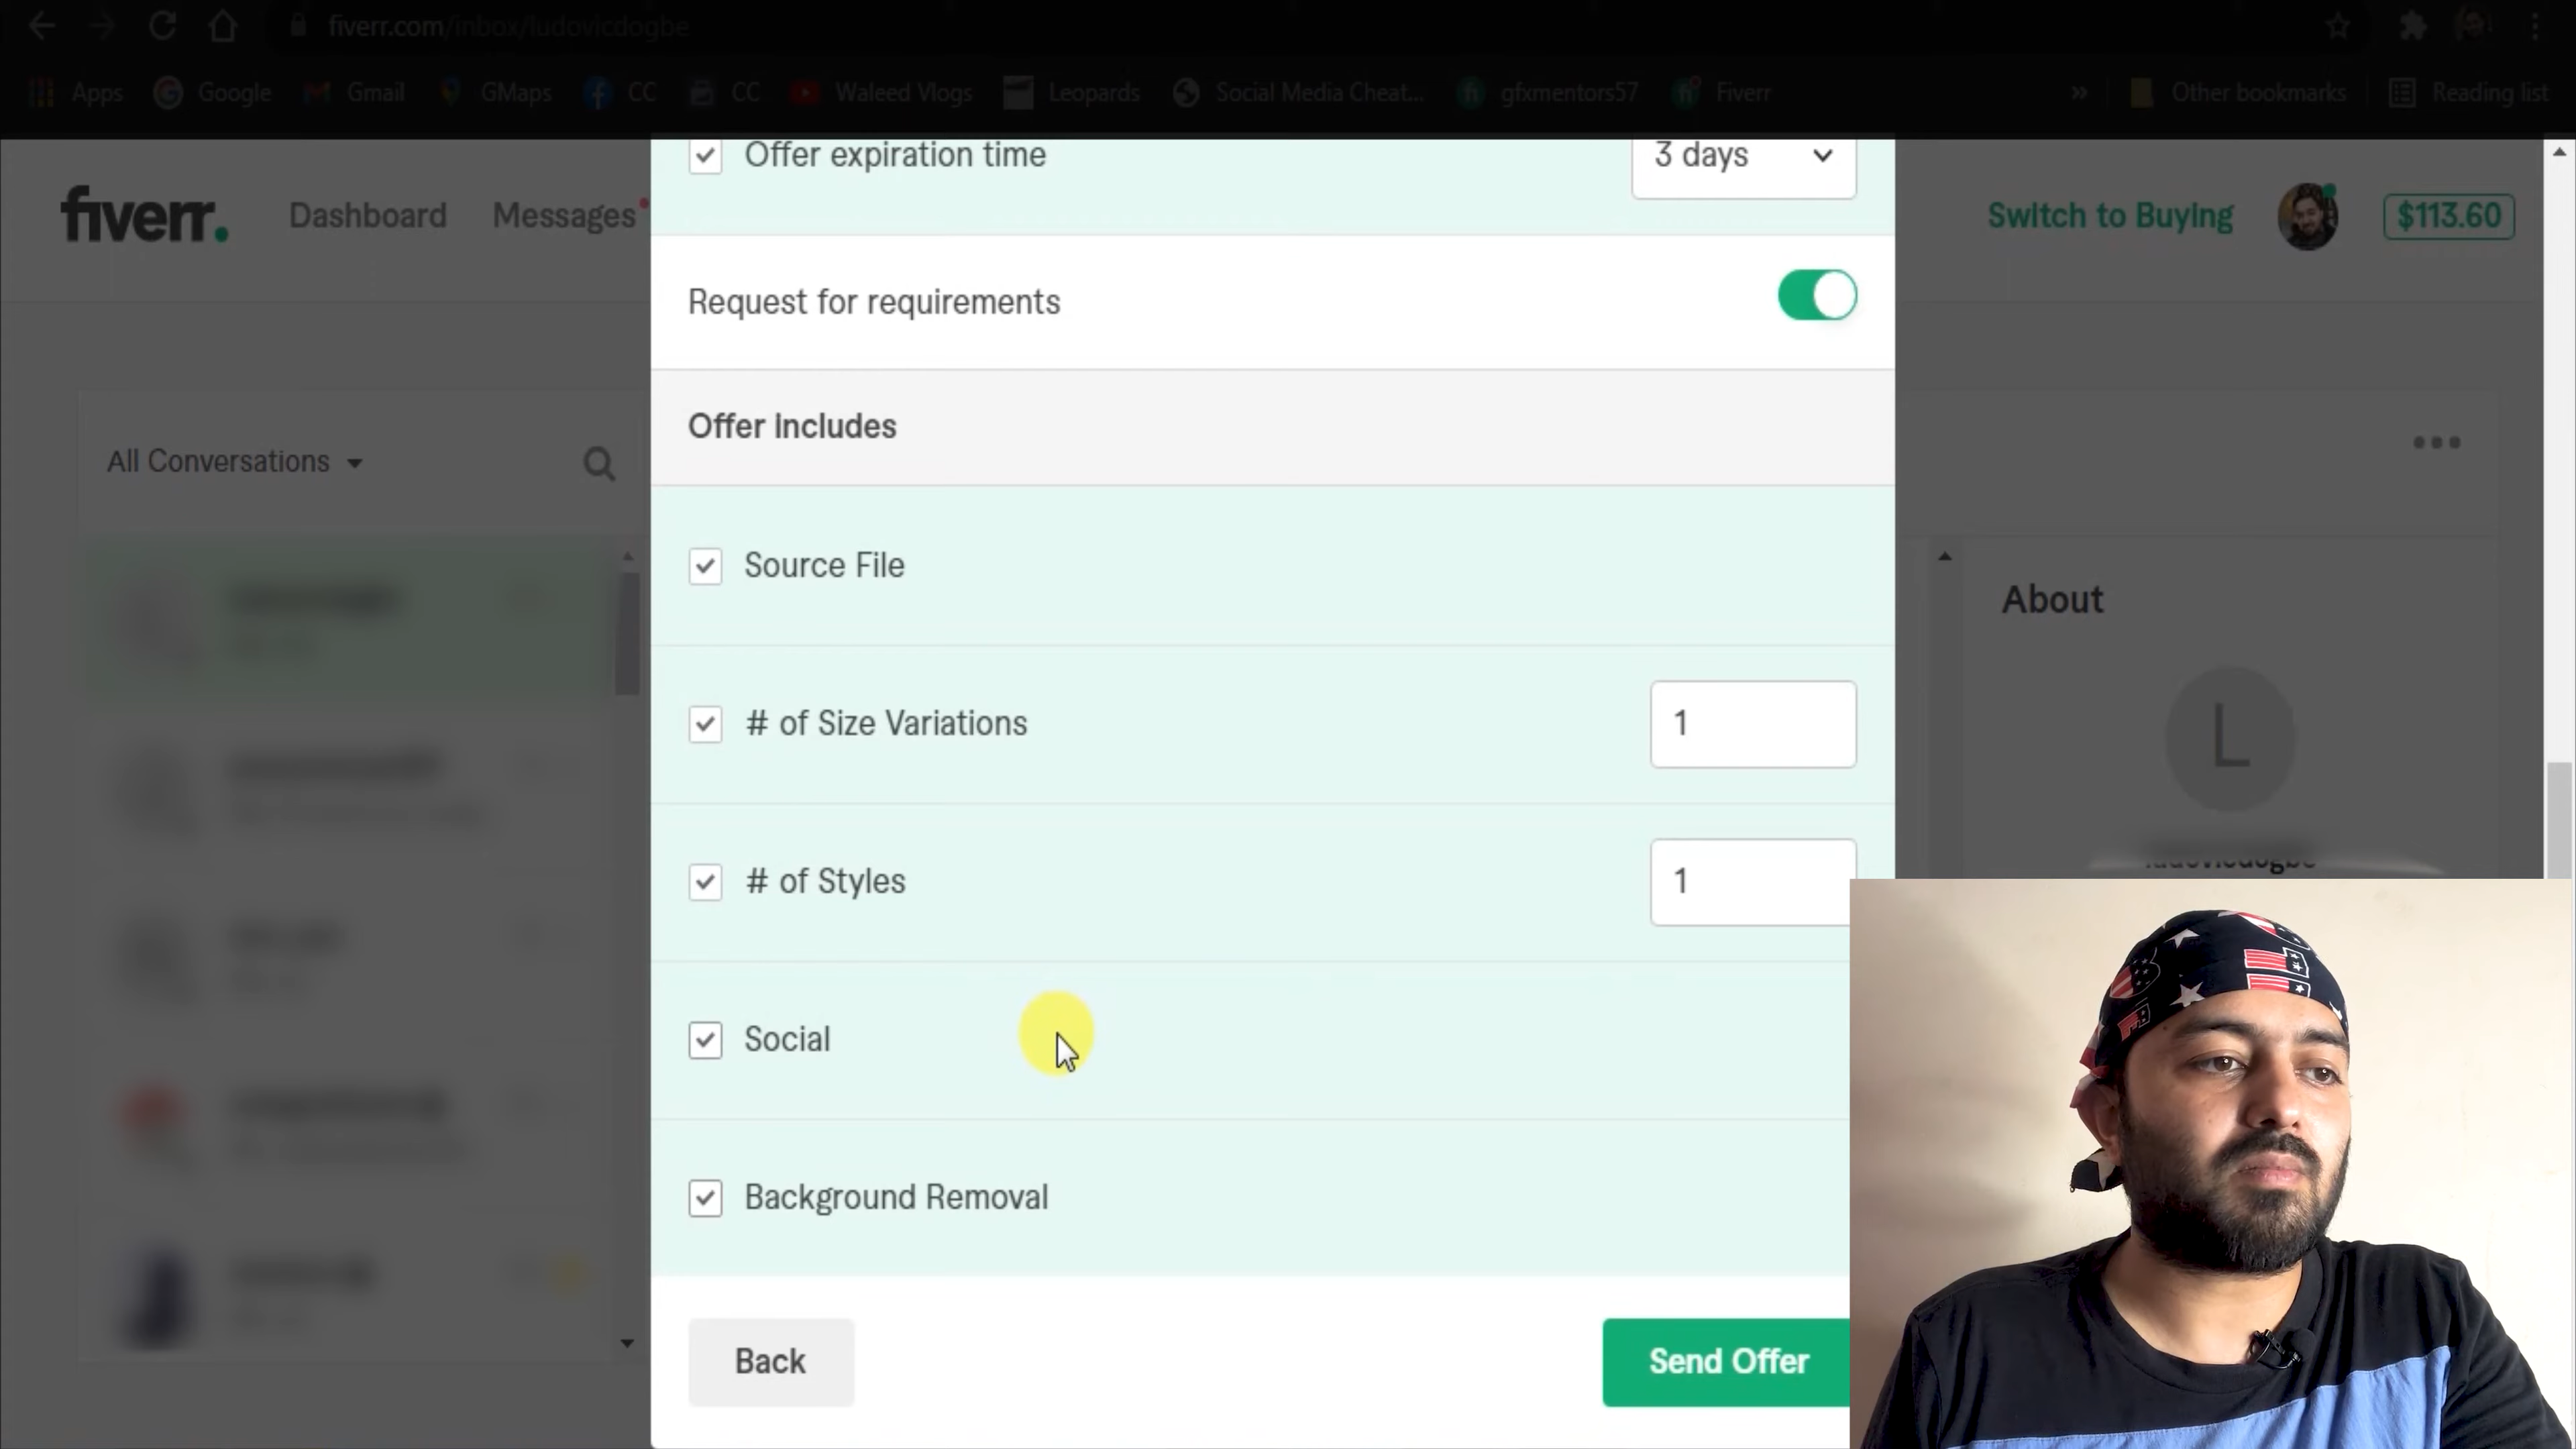 fiverr.com/inbox/ludovicdogbe
Apps Google Gmail GMaps CC CC Waleed Vlogs Leopards Social Media Cheat... gfxmentors57 Fiverr » Other bookmarks Reading list
Offer expiration time 3 days
fiverr. Dashboard Messages Switch to Buying $113.60
Request for requirements
Offer Includes
All Conversations
Source File
About
# of Size Variations 1
L
ludovicdogbe
# of Styles 1
Social
Background Removal
Back Send Offer